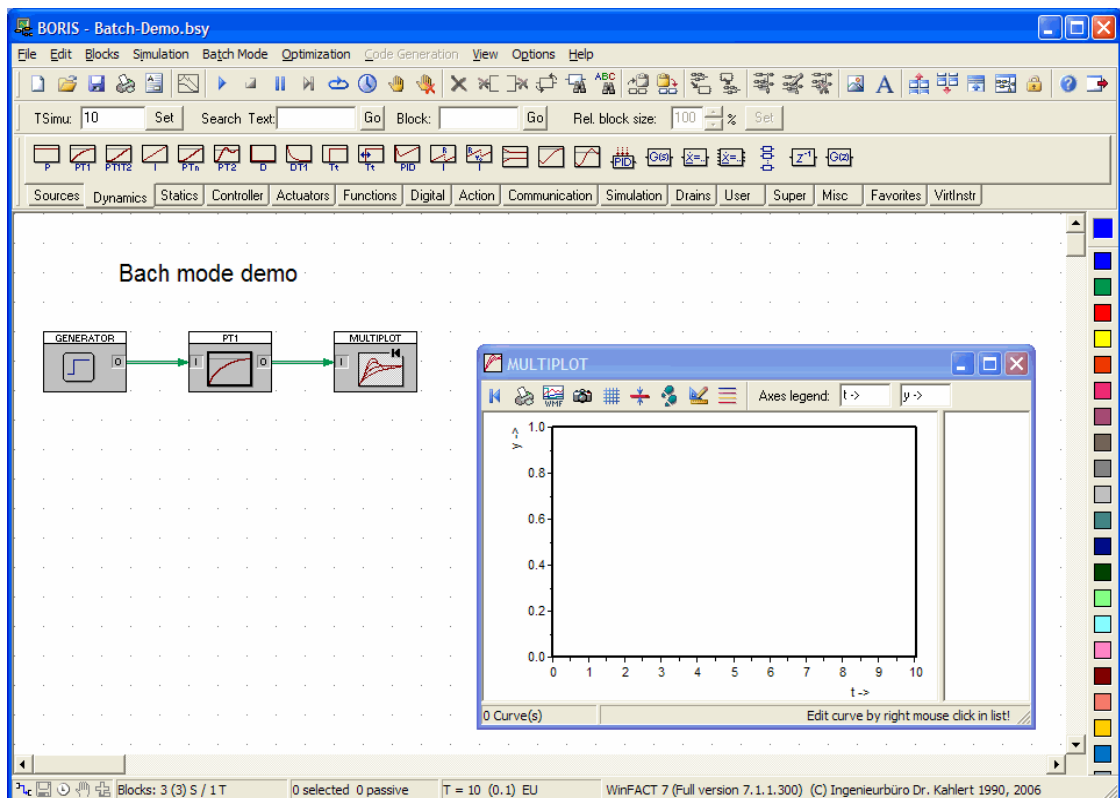 BORIS - Batch-Demo.bsy
File Edit Blocks Simulation Batch Mode Optimization Code Generation View Options Help
ABC
TSimu: 10 Set Search Text: Go Block: Go Rel. block size: 100 % Set
P PT1 PT1T2 I PTn PT2 D DT1 Tt Tt PID I I PID G(s) ẋ=.. ẋ=.. z⁻¹ G(z)
Sources Dynamics Statics Controller Actuators Functions Digital Action Communication Simulation Drains User Super Misc Favorites VirtInstr
Bach mode demo
GENERATOR PT1 MULTIPLOT
O I O I
MULTIPLOT
WMF Axes legend: t -> y ->
y ->
1.0
0.8
0.6
0.4
0.2
0.0
0 1 2 3 4 5 6 7 8 9 10
t ->
0 Curve(s) Edit curve by right mouse click in list!
Blocks: 3 (3) S / 1 T 0 selected 0 passive T = 10 (0.1) EU WinFACT 7 (Full version 7.1.1.300) (C) Ingenieurbüro Dr. Kahlert 1990, 2006